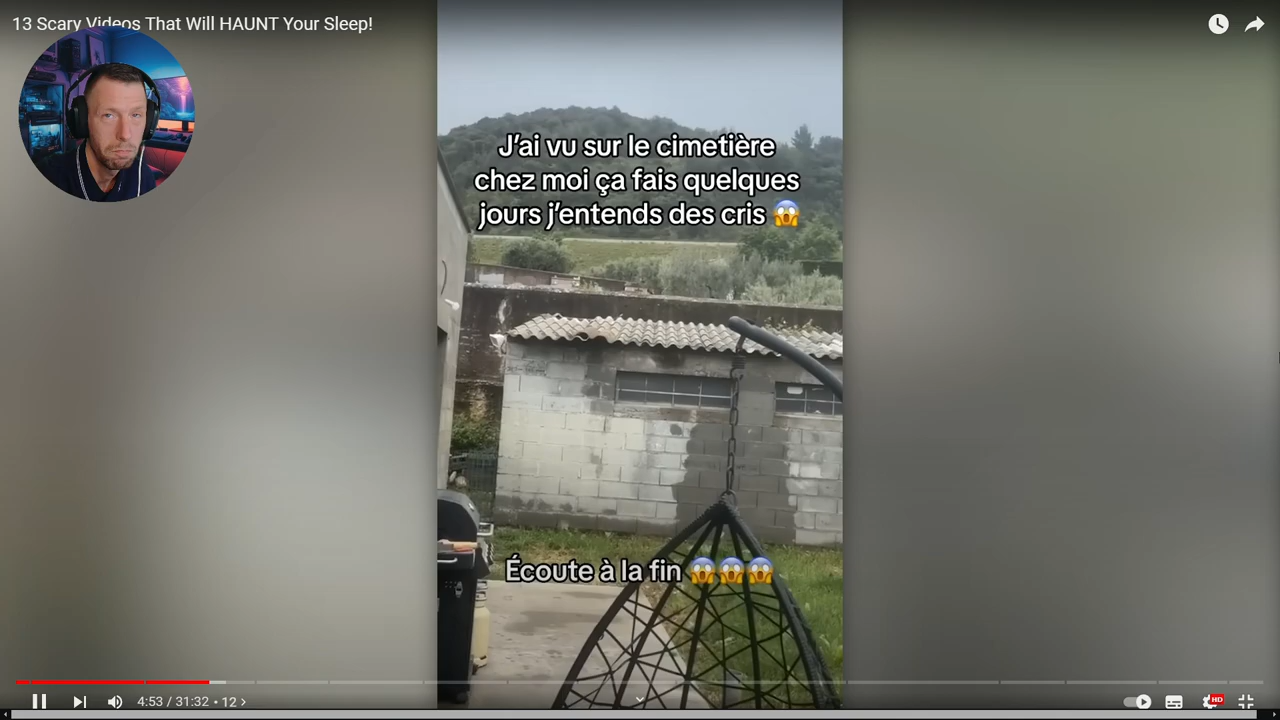 13 Scary Videos That Will HAUNT Your Sleep!
J'ai vu sur le cimetière
chez moi ça fais quelques
jours j'entends des cris 😱
Écoute à la fin 😱😱😱
4:53 / 31:32 • 12 >
HD